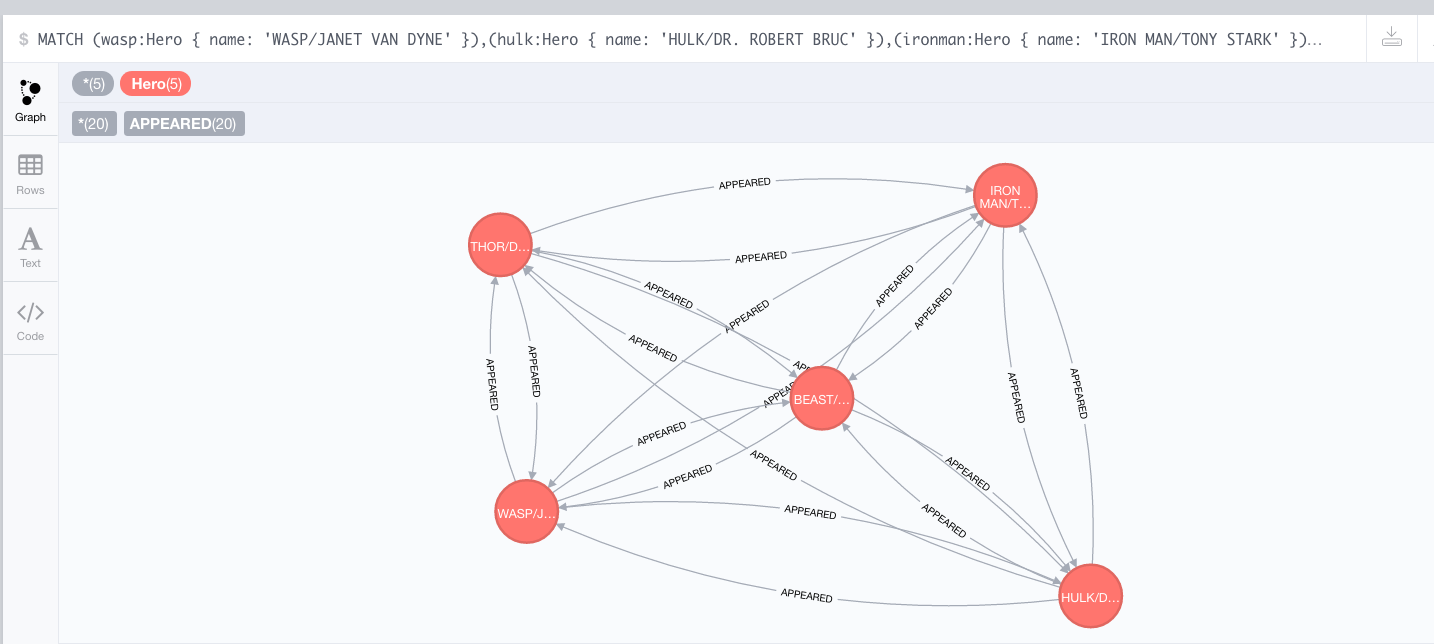 $ MATCH (wasp:Hero { name: 'WASP/JANET VAN DYNE' }),(hulk:Hero { name: 'HULK/DR. ROBERT BRUC' }),(ironman:Hero { name: 'IRON MAN/TONY STARK' })...
*(5) Hero(5)
Graph
*(20) APPEARED(20)
Rows
Text
Code
APPEARED
IRON
MAN/T...
THOR/D...
APPEARED
APPEARED
APPEARED
APPEARED
APPEARED
APPEARED
APPEARED
APPEARED
APPEARED
APPEARED
APPEARED
BEAST/...
APPEARED
APPEARED
APPEARED
APPEARED
WASP/J...
APPEARED
APPEARED
APPEARED
HULK/D...